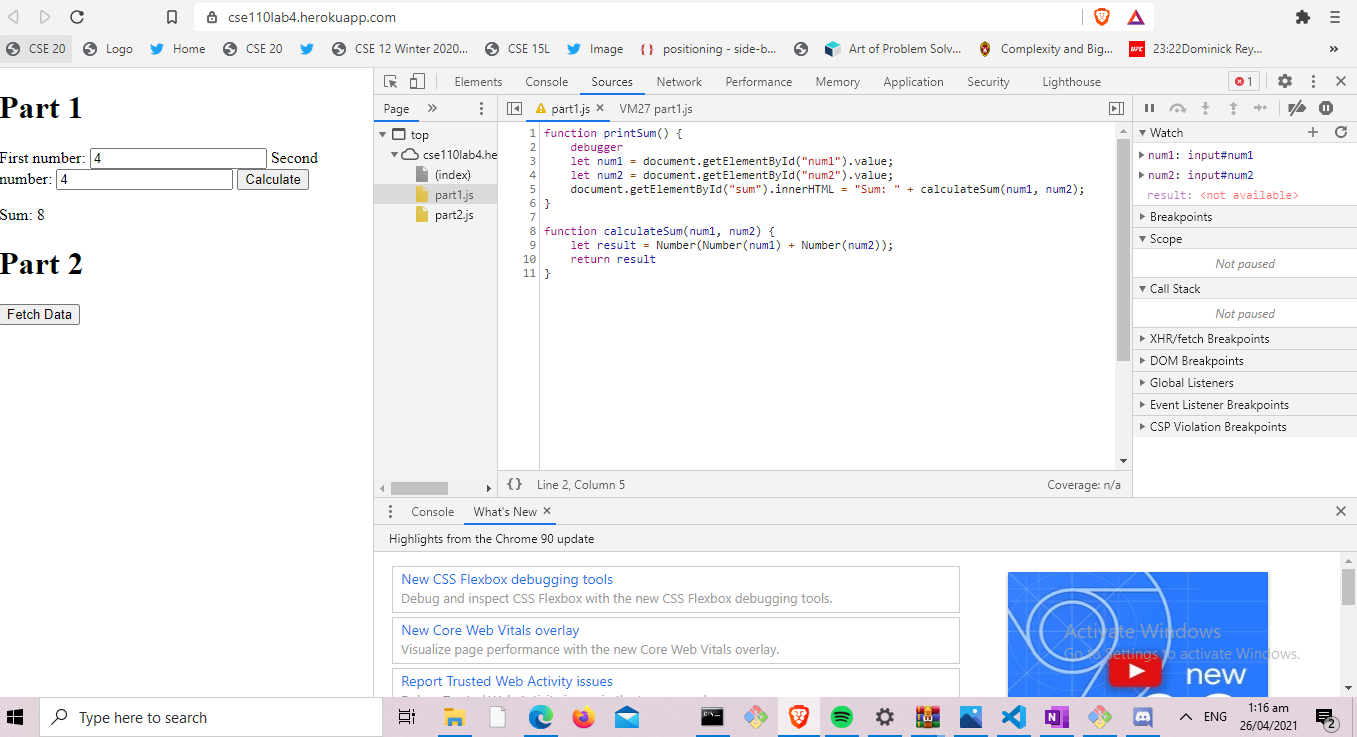 cse110lab4.herokuapp.com
CSE 20 Logo Home CSE 20 CSE 12 Winter 2020... CSE 15L Image { } positioning - side-b... Art of Problem Solv... Complexity and Big... UFC 23:22Dominick Rey... »
Part 1
First number: 4 Second
number: 4 Calculate
Sum: 8
Part 2
Fetch Data
Elements Console Sources Network Performance Memory Application Security Lighthouse 1
Page » part1.js × VM27 part1.js
top
cse110lab4.he
(index)
part1.js
part2.js
1 function printSum() {
2 debugger
3 let num1 = document.getElementById("num1").value;
4 let num2 = document.getElementById("num2").value;
5 document.getElementById("sum").innerHTML = "Sum: " + calculateSum(num1, num2);
6 }
7
8 function calculateSum(num1, num2) {
9 let result = Number(Number(num1) + Number(num2));
10 return result
11 }
{} Line 2, Column 5 Coverage: n/a
Watch
num1: input#num1
num2: input#num2
result: <not available>
Breakpoints
Scope
Not paused
Call Stack
Not paused
XHR/fetch Breakpoints
DOM Breakpoints
Global Listeners
Event Listener Breakpoints
CSP Violation Breakpoints
Console What's New ×
Highlights from the Chrome 90 update
New CSS Flexbox debugging tools
Debug and inspect CSS Flexbox with the new CSS Flexbox debugging tools.
New Core Web Vitals overlay
Visualize page performance with the new Core Web Vitals overlay.
Report Trusted Web Activity issues
new
Activate Windows
Go to Settings to activate Windows.
Type here to search
ENG
1:16 am
26/04/2021
2